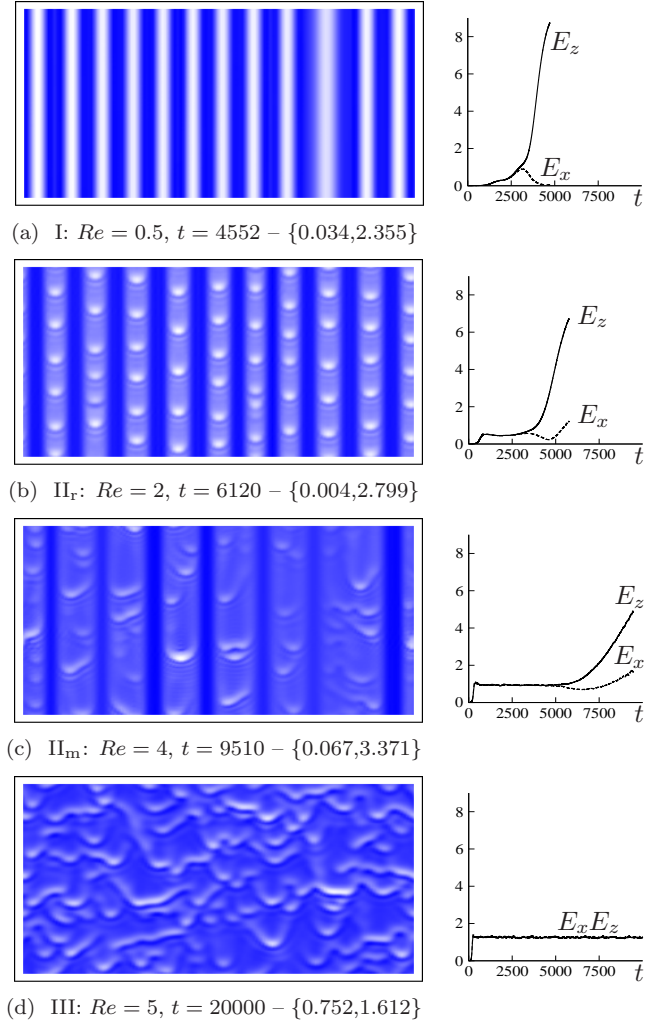 8
6
4
2
0
E_z
E_x
0 2500 5000 7500 t
(a) I: Re = 0.5, t = 4552 – {0.034,2.355}
8
6
4
2
0
E_z
E_x
0 2500 5000 7500 t
(b) II_r: Re = 2, t = 6120 – {0.004,2.799}
8
6
4
2
0
E_z
E_x
0 2500 5000 7500 t
(c) II_m: Re = 4, t = 9510 – {0.067,3.371}
8
6
4
2
0
E_xE_z
0 2500 5000 7500 t
(d) III: Re = 5, t = 20000 – {0.752,1.612}